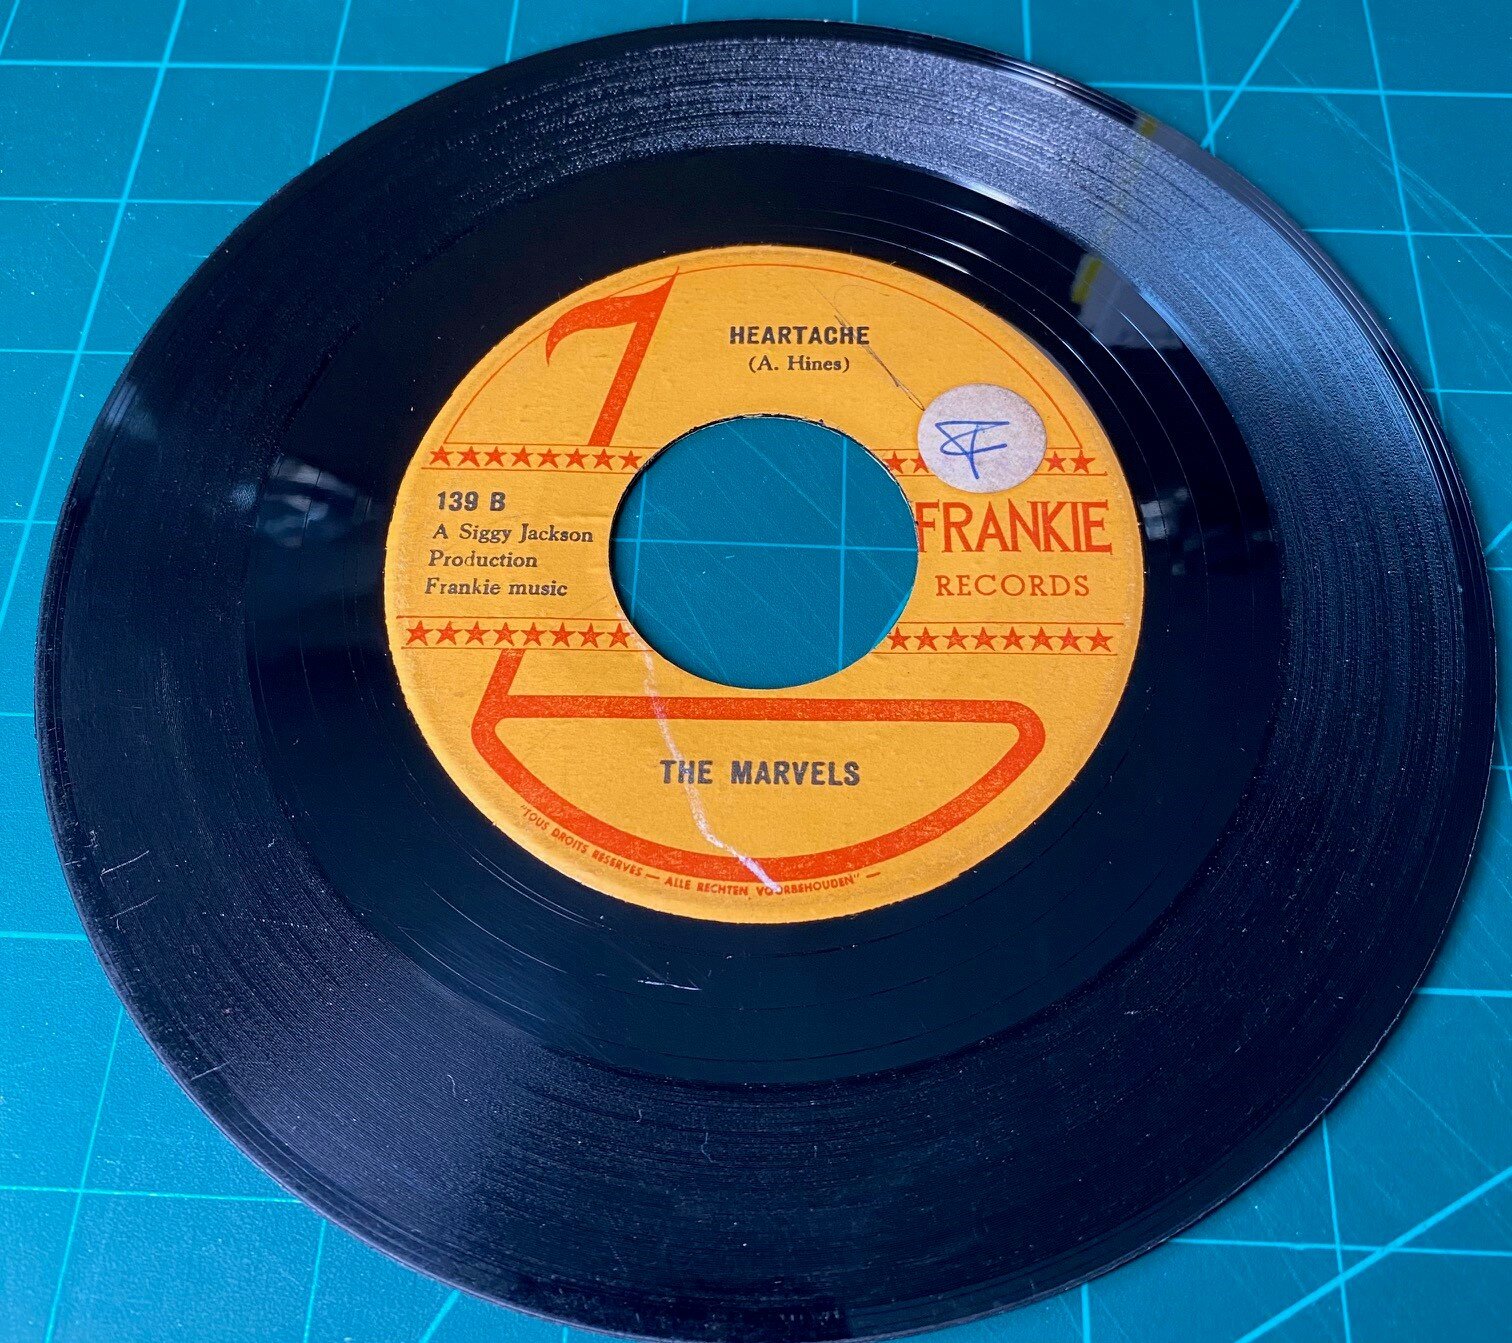 HEARTACHE
(A. Hines)
139 B
A Siggy Jackson
Production
Frankie music
FRANKIE
RECORDS
THE MARVELS
"TOUS DROITS RESERVES — ALLE RECHTEN VOORBEHOUDEN" —